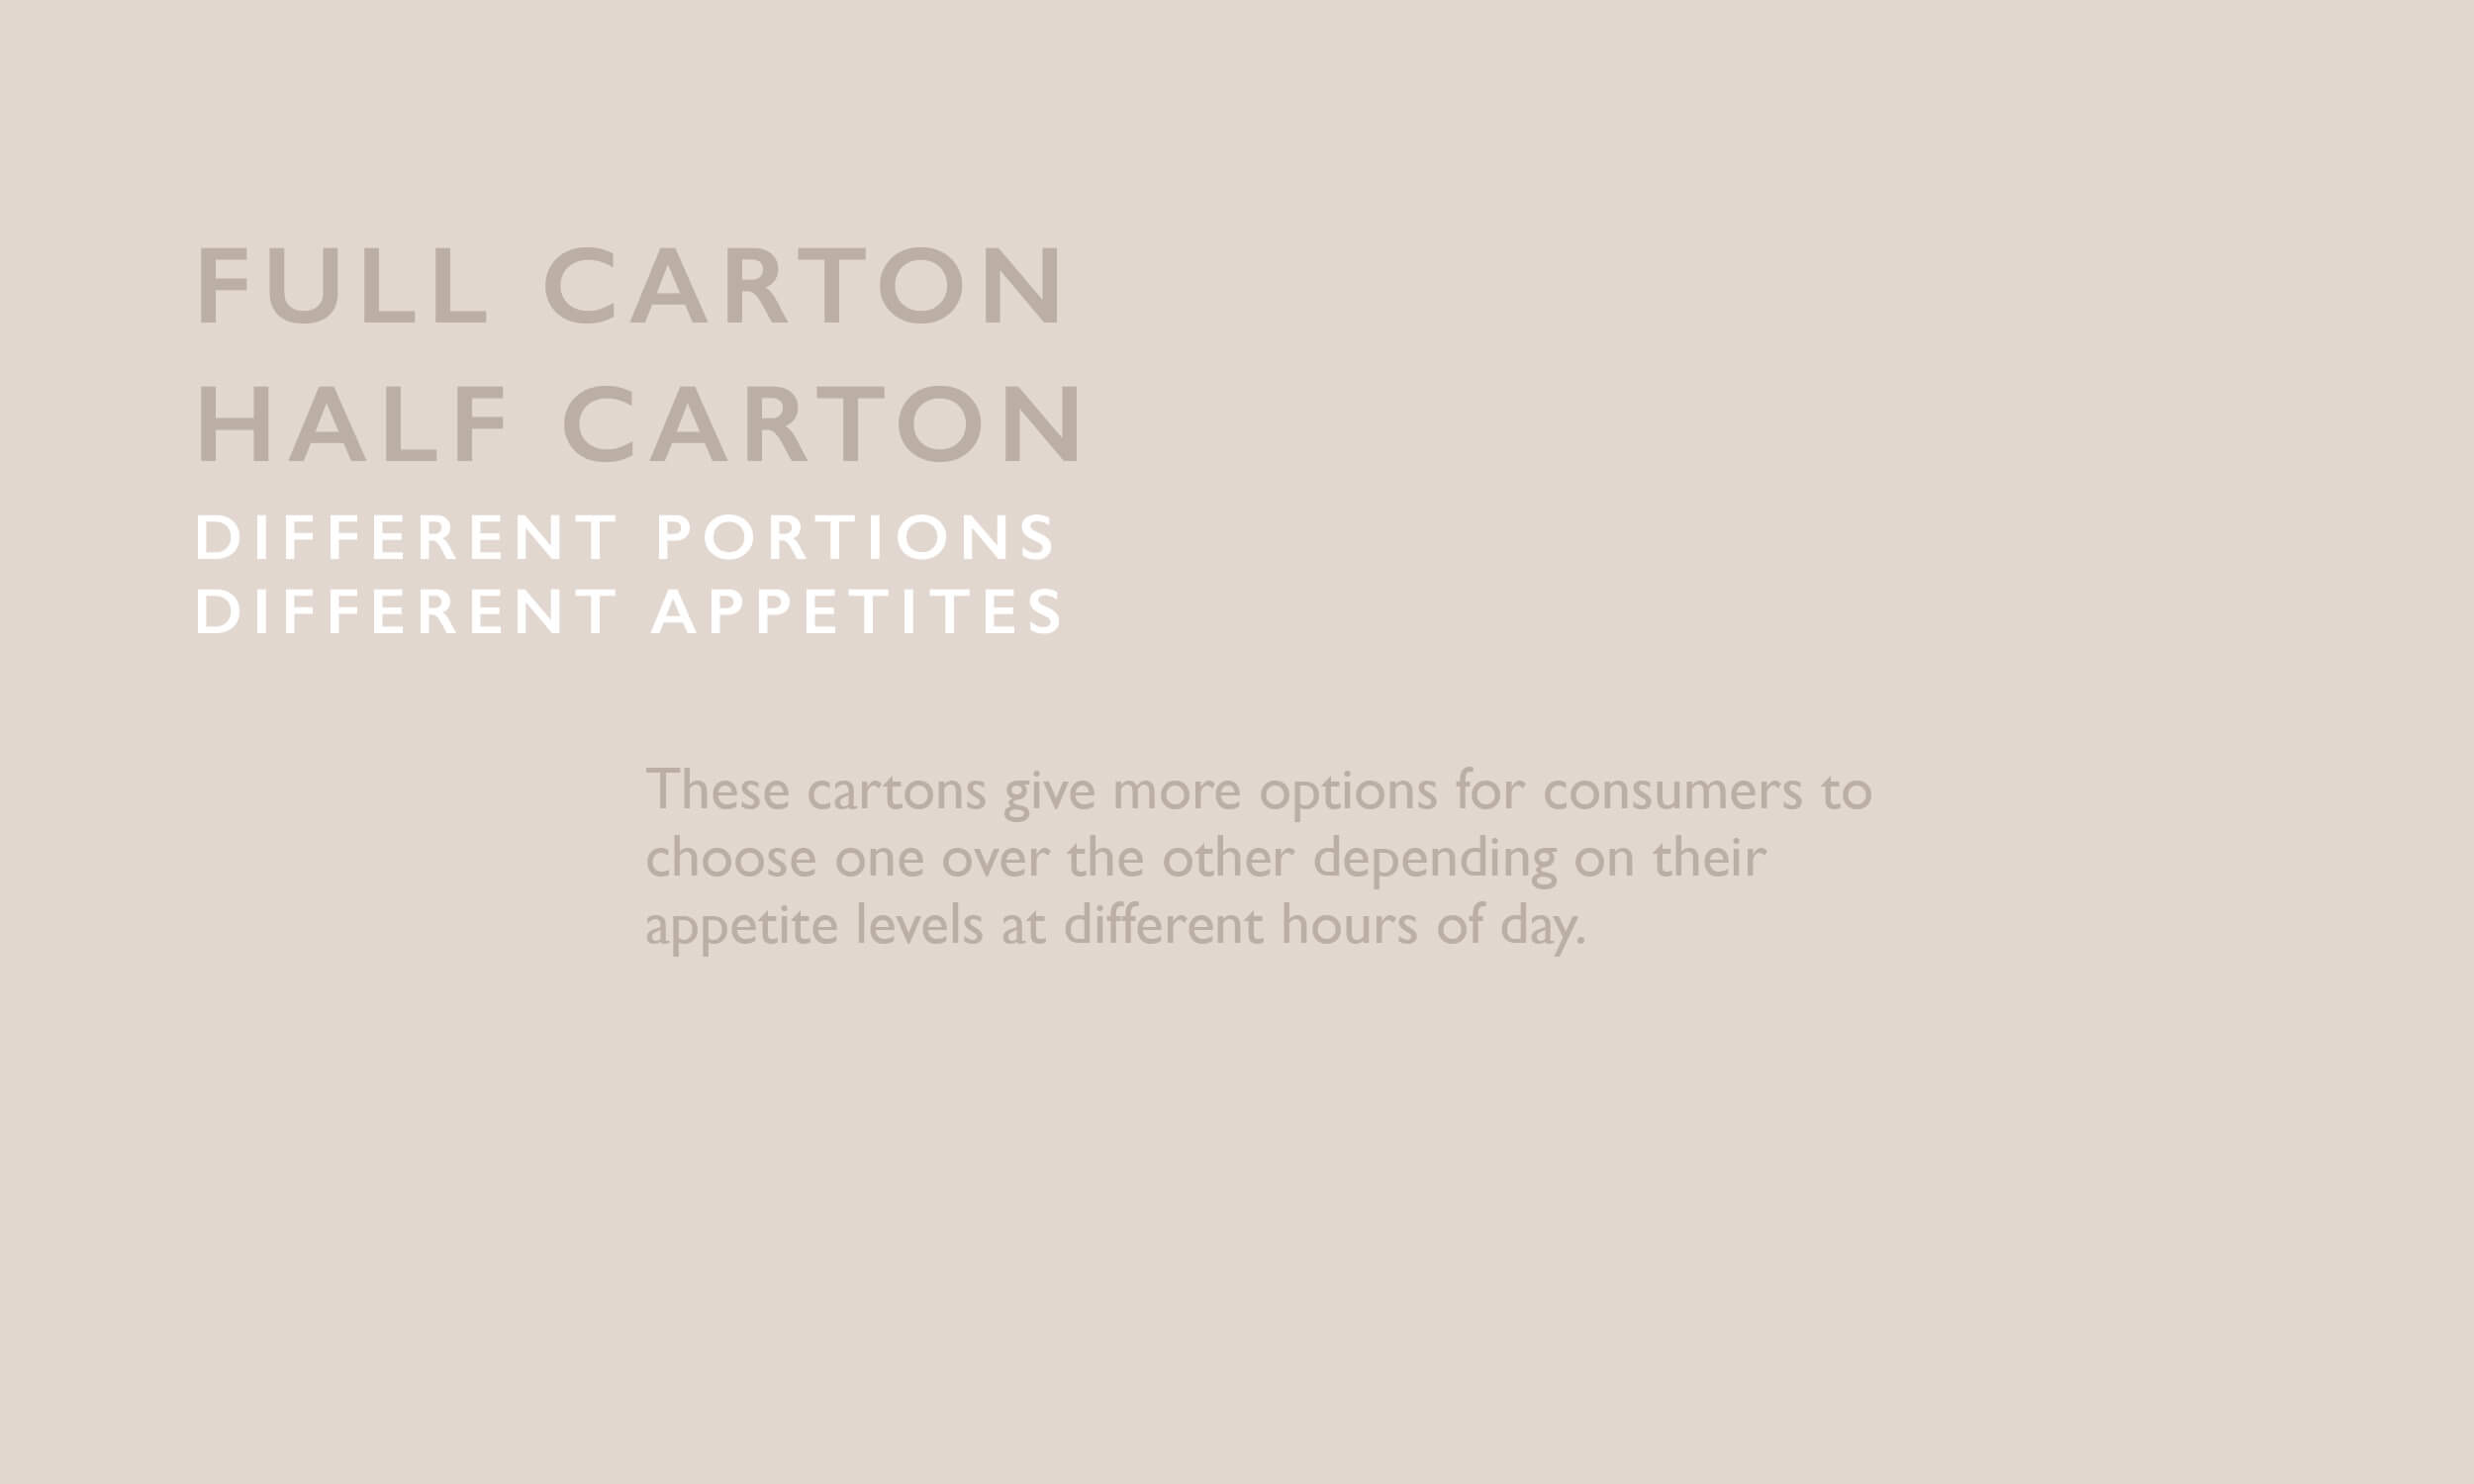 FULL CARTON
HALF CARTON
DIFFERENT PORTIONS
DIFFERENT APPETITES
These cartons give more options for consumers to
choose one over the other depending on their
appetite levels at different hours of day.